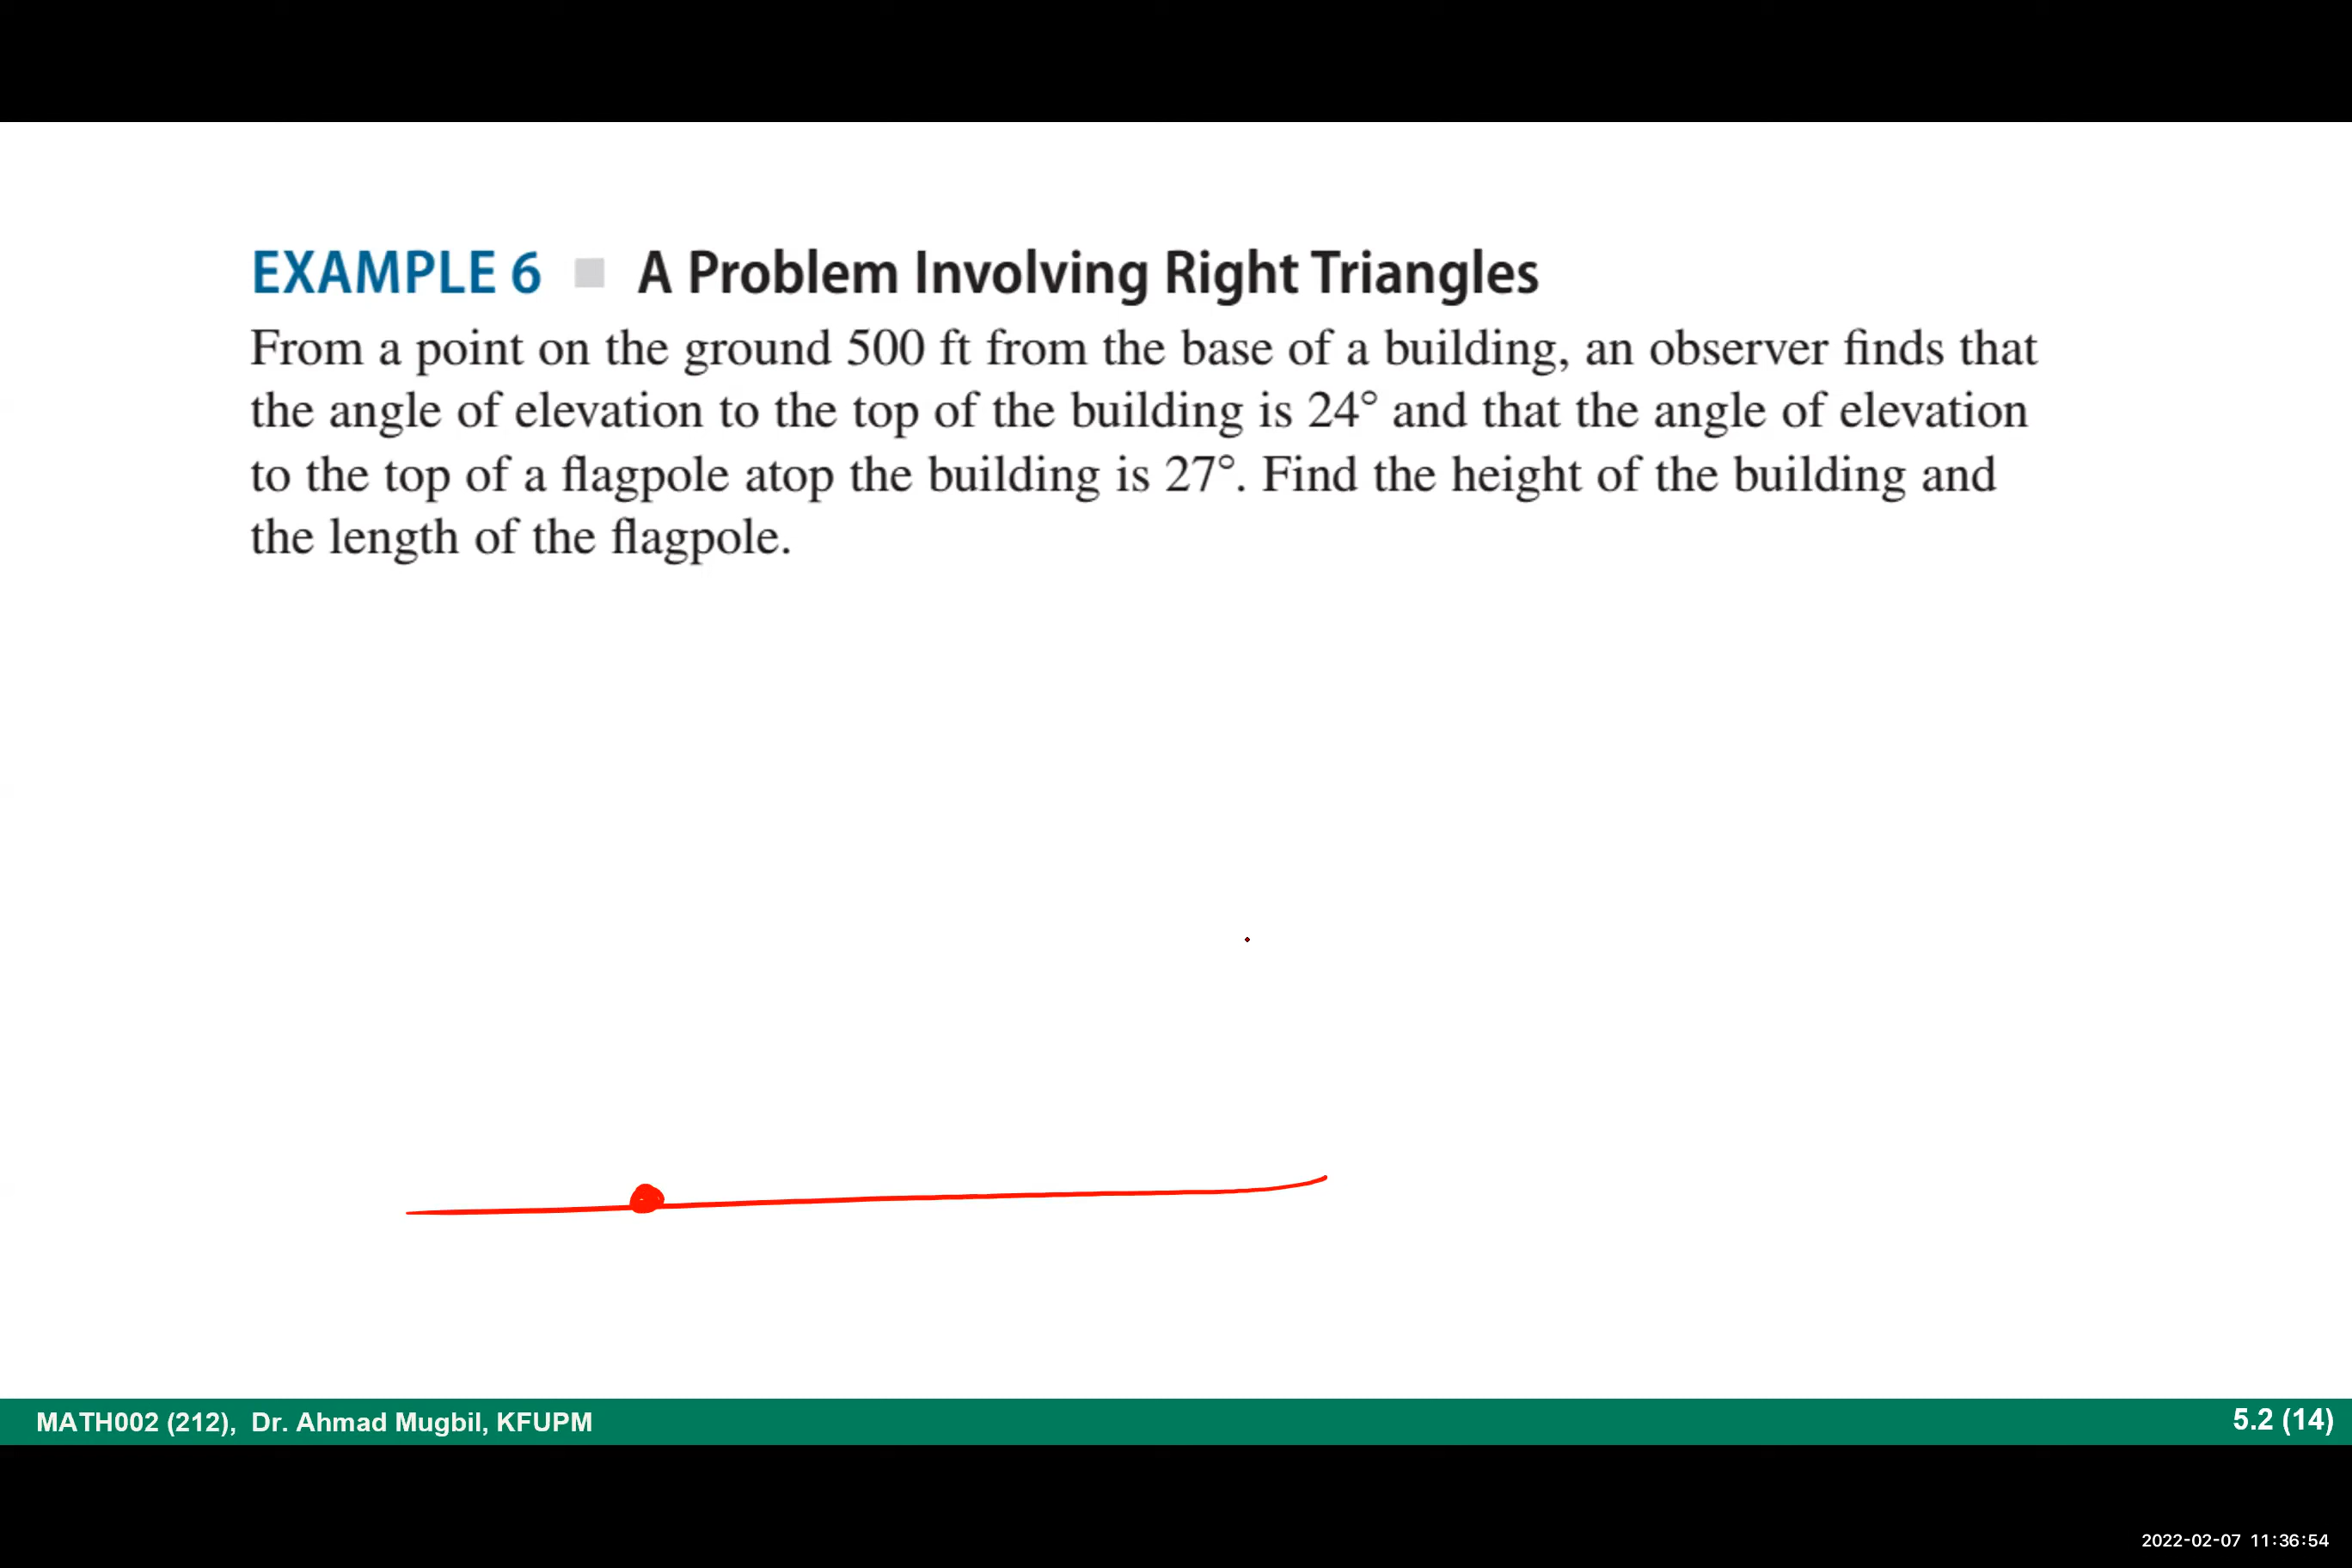 EXAMPLE 6 ■ A Problem Involving Right Triangles
From a point on the ground 500 ft from the base of a building, an observer finds that
the angle of elevation to the top of the building is 24° and that the angle of elevation
to the top of a flagpole atop the building is 27°. Find the height of the building and
the length of the flagpole.
MATH002 (212), Dr. Ahmad Mugbil, KFUPM
5.2 (14)
2022-02-07 11:36:54